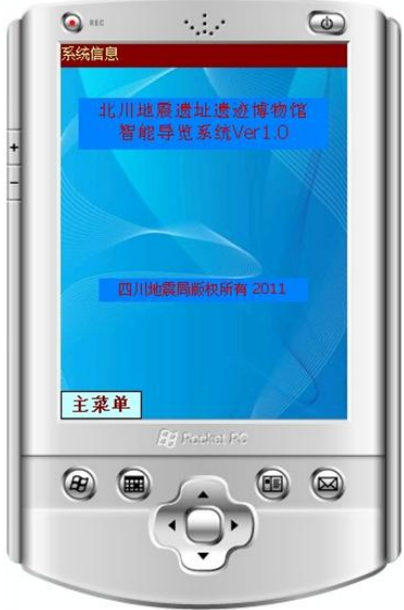 REC
系统信息
北川地震遗址遗迹博物馆
智能导览系统Ver1.0
四川地震局版权所有 2011
主菜单
Pocket PC
+
-